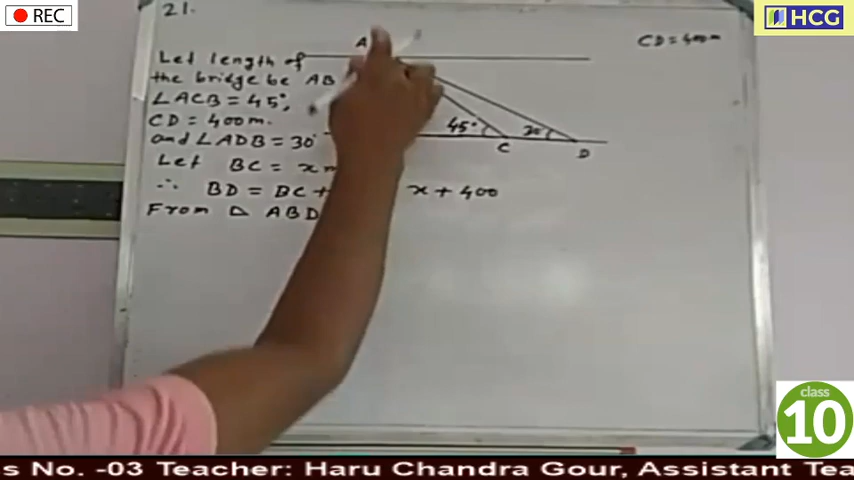 REC
HCG
21.
A
CD = 400m
Let length of
the bridge be AB
∠ACB = 45°,
CD = 400m.
and ∠ADB = 30°
Let BC = x m
∴ BD = BC + x + 400
From Δ ABD
45°
30
C
D
class
10
s No. -03 Teacher: Haru Chandra Gour, Assistant Tea